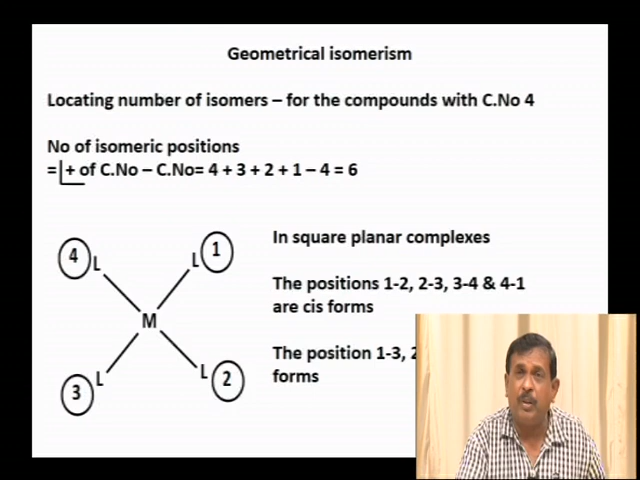 Geometrical isomerism
Locating number of isomers – for the compounds with C.No 4
No of isomeric positions
= + of C.No – C.No= 4 + 3 + 2 + 1 – 4 = 6
4 L
L 1
In square planar complexes
The positions 1-2, 2-3, 3-4 & 4-1
are cis forms
M
The position 1-3, 2
forms
3 L
L 2